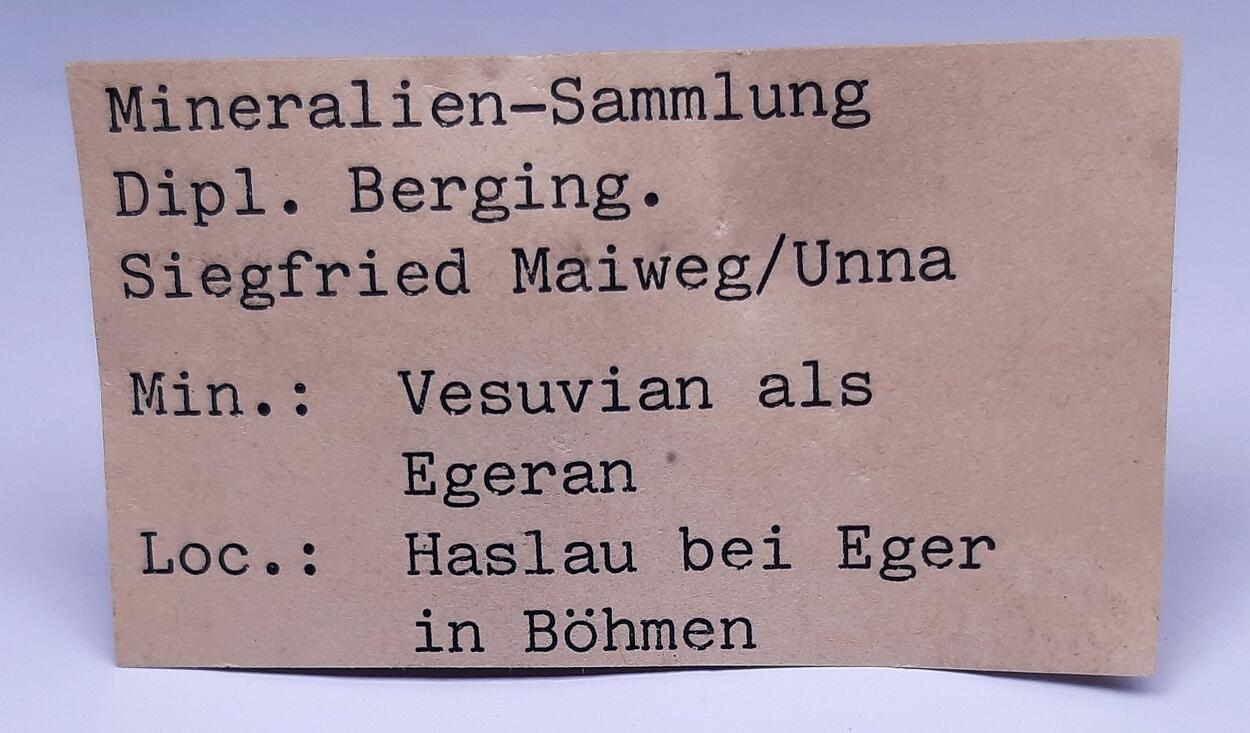 Mineralien-Sammlung
Dipl. Berging.
Siegfried Maiweg/Unna
Min.: Vesuvian als
Egeran
Loc.: Haslau bei Eger
in Böhmen